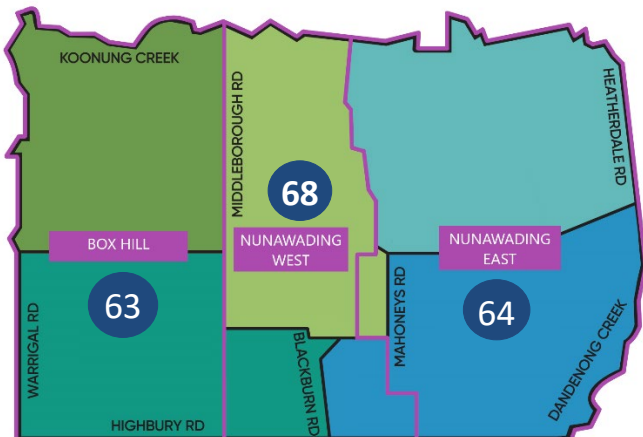 KOONUNG CREEK
MIDDLEBOROUGH RD
HEATHERDALE RD
68
BOX HILL
NUNAWADING
WEST
NUNAWADING
EAST
63
64
WARRIGAL RD
MAHONEYS RD
BLACKBURN RD
DANDENONG CREEK
HIGHBURY RD